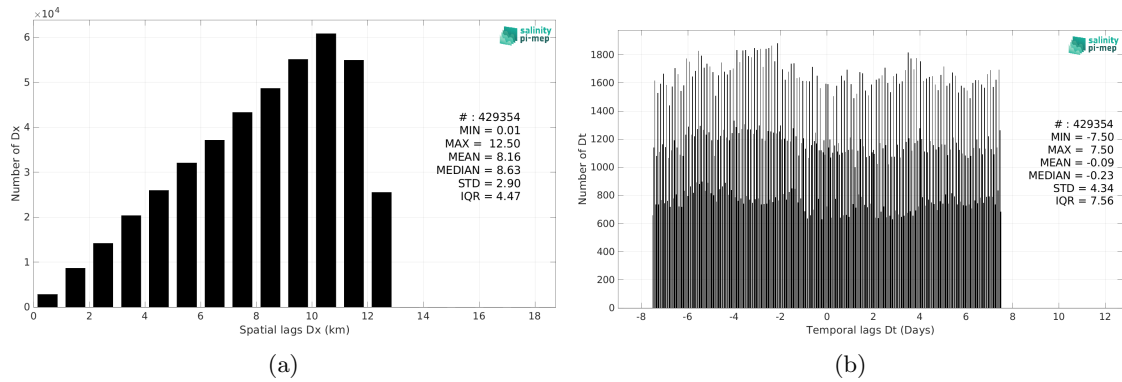 ×10⁴
6
5
4
3
2
1
0
Number of Dx
0 2 4 6 8 10 12 14 16 18
Spatial lags Dx (km)
salinity
pi-mep
# : 429354
MIN = 0.01
MAX = 12.50
MEAN = 8.16
MEDIAN = 8.63
STD = 2.90
IQR = 4.47
(a)
1800
1600
1400
1200
1000
800
600
400
200
0
Number of Dt
-8 -6 -4 -2 0 2 4 6 8 10 12
Temporal lags Dt (Days)
salinity
pi-mep
# : 429354
MIN = -7.50
MAX = 7.50
MEAN = -0.09
MEDIAN = -0.23
STD = 4.34
IQR = 7.56
(b)